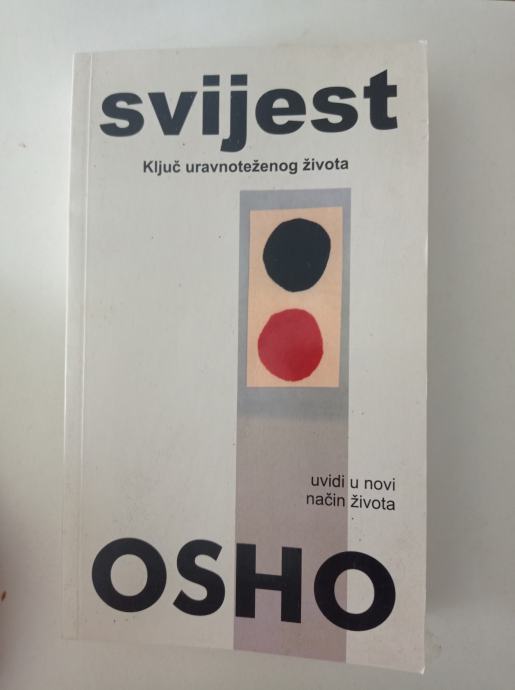 svijest
Ključ uravnoteženog života
uvidi u novi
način života
OSHO